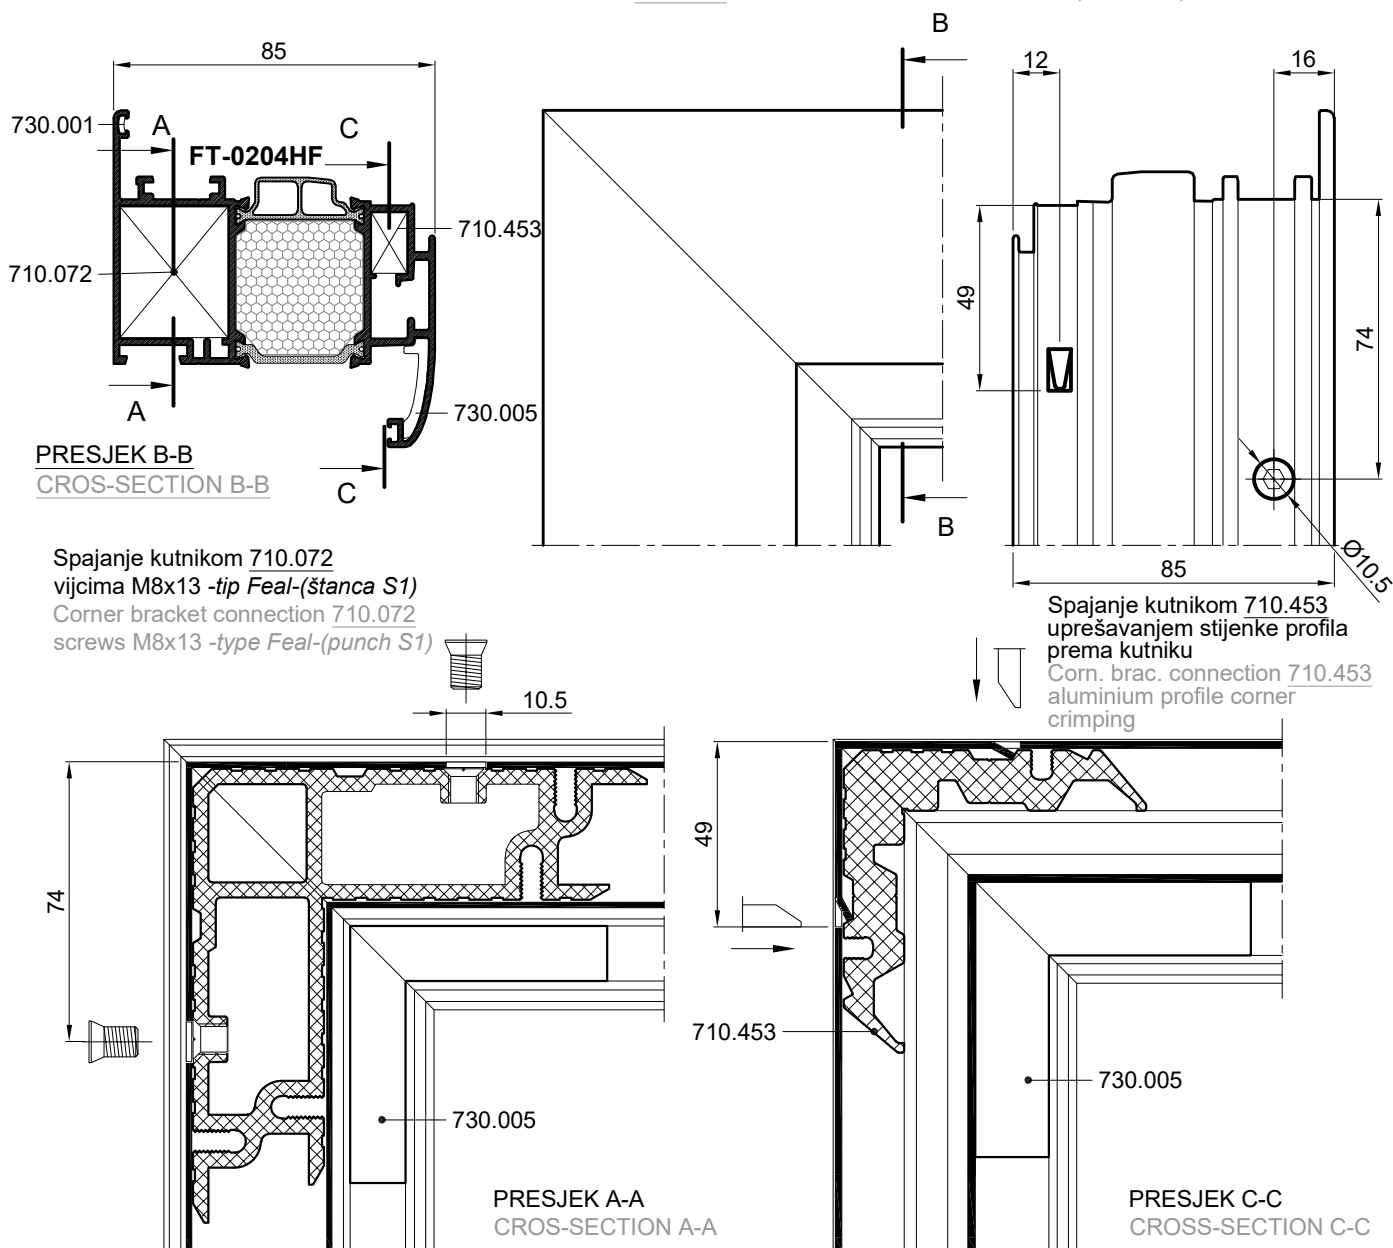 B
85
12
16
730.001
A
C
FT-0204HF
710.453
710.072
49
74
A
730.005
PRESJEK B-B
CROS-SECTION B-B
C
B
Ø10.5
85
Spajanje kutnikom 710.072
vijcima M8x13 -tip Feal-(štanca S1)
Corner bracket connection 710.072
screws M8x13 -type Feal-(punch S1)
Spajanje kutnikom 710.453
uprešavanjem stijenke profila
prema kutniku
Corn. brac. connection 710.453
aluminium profile corner
crimping
10.5
74
49
710.453
730.005
730.005
PRESJEK A-A
CROS-SECTION A-A
PRESJEK C-C
CROSS-SECTION C-C